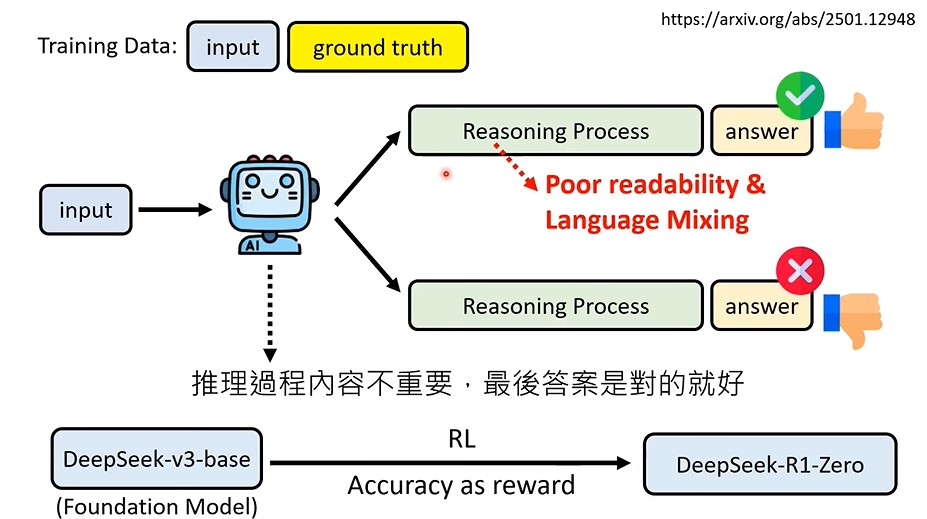 https://arxiv.org/abs/2501.12948
Training Data:
input
ground truth
Reasoning Process
answer
Poor readability &
Language Mixing
input
AI
Reasoning Process
answer
推理過程內容不重要，最後答案是對的就好
DeepSeek-v3-base
(Foundation Model)
RL
Accuracy as reward
DeepSeek-R1-Zero